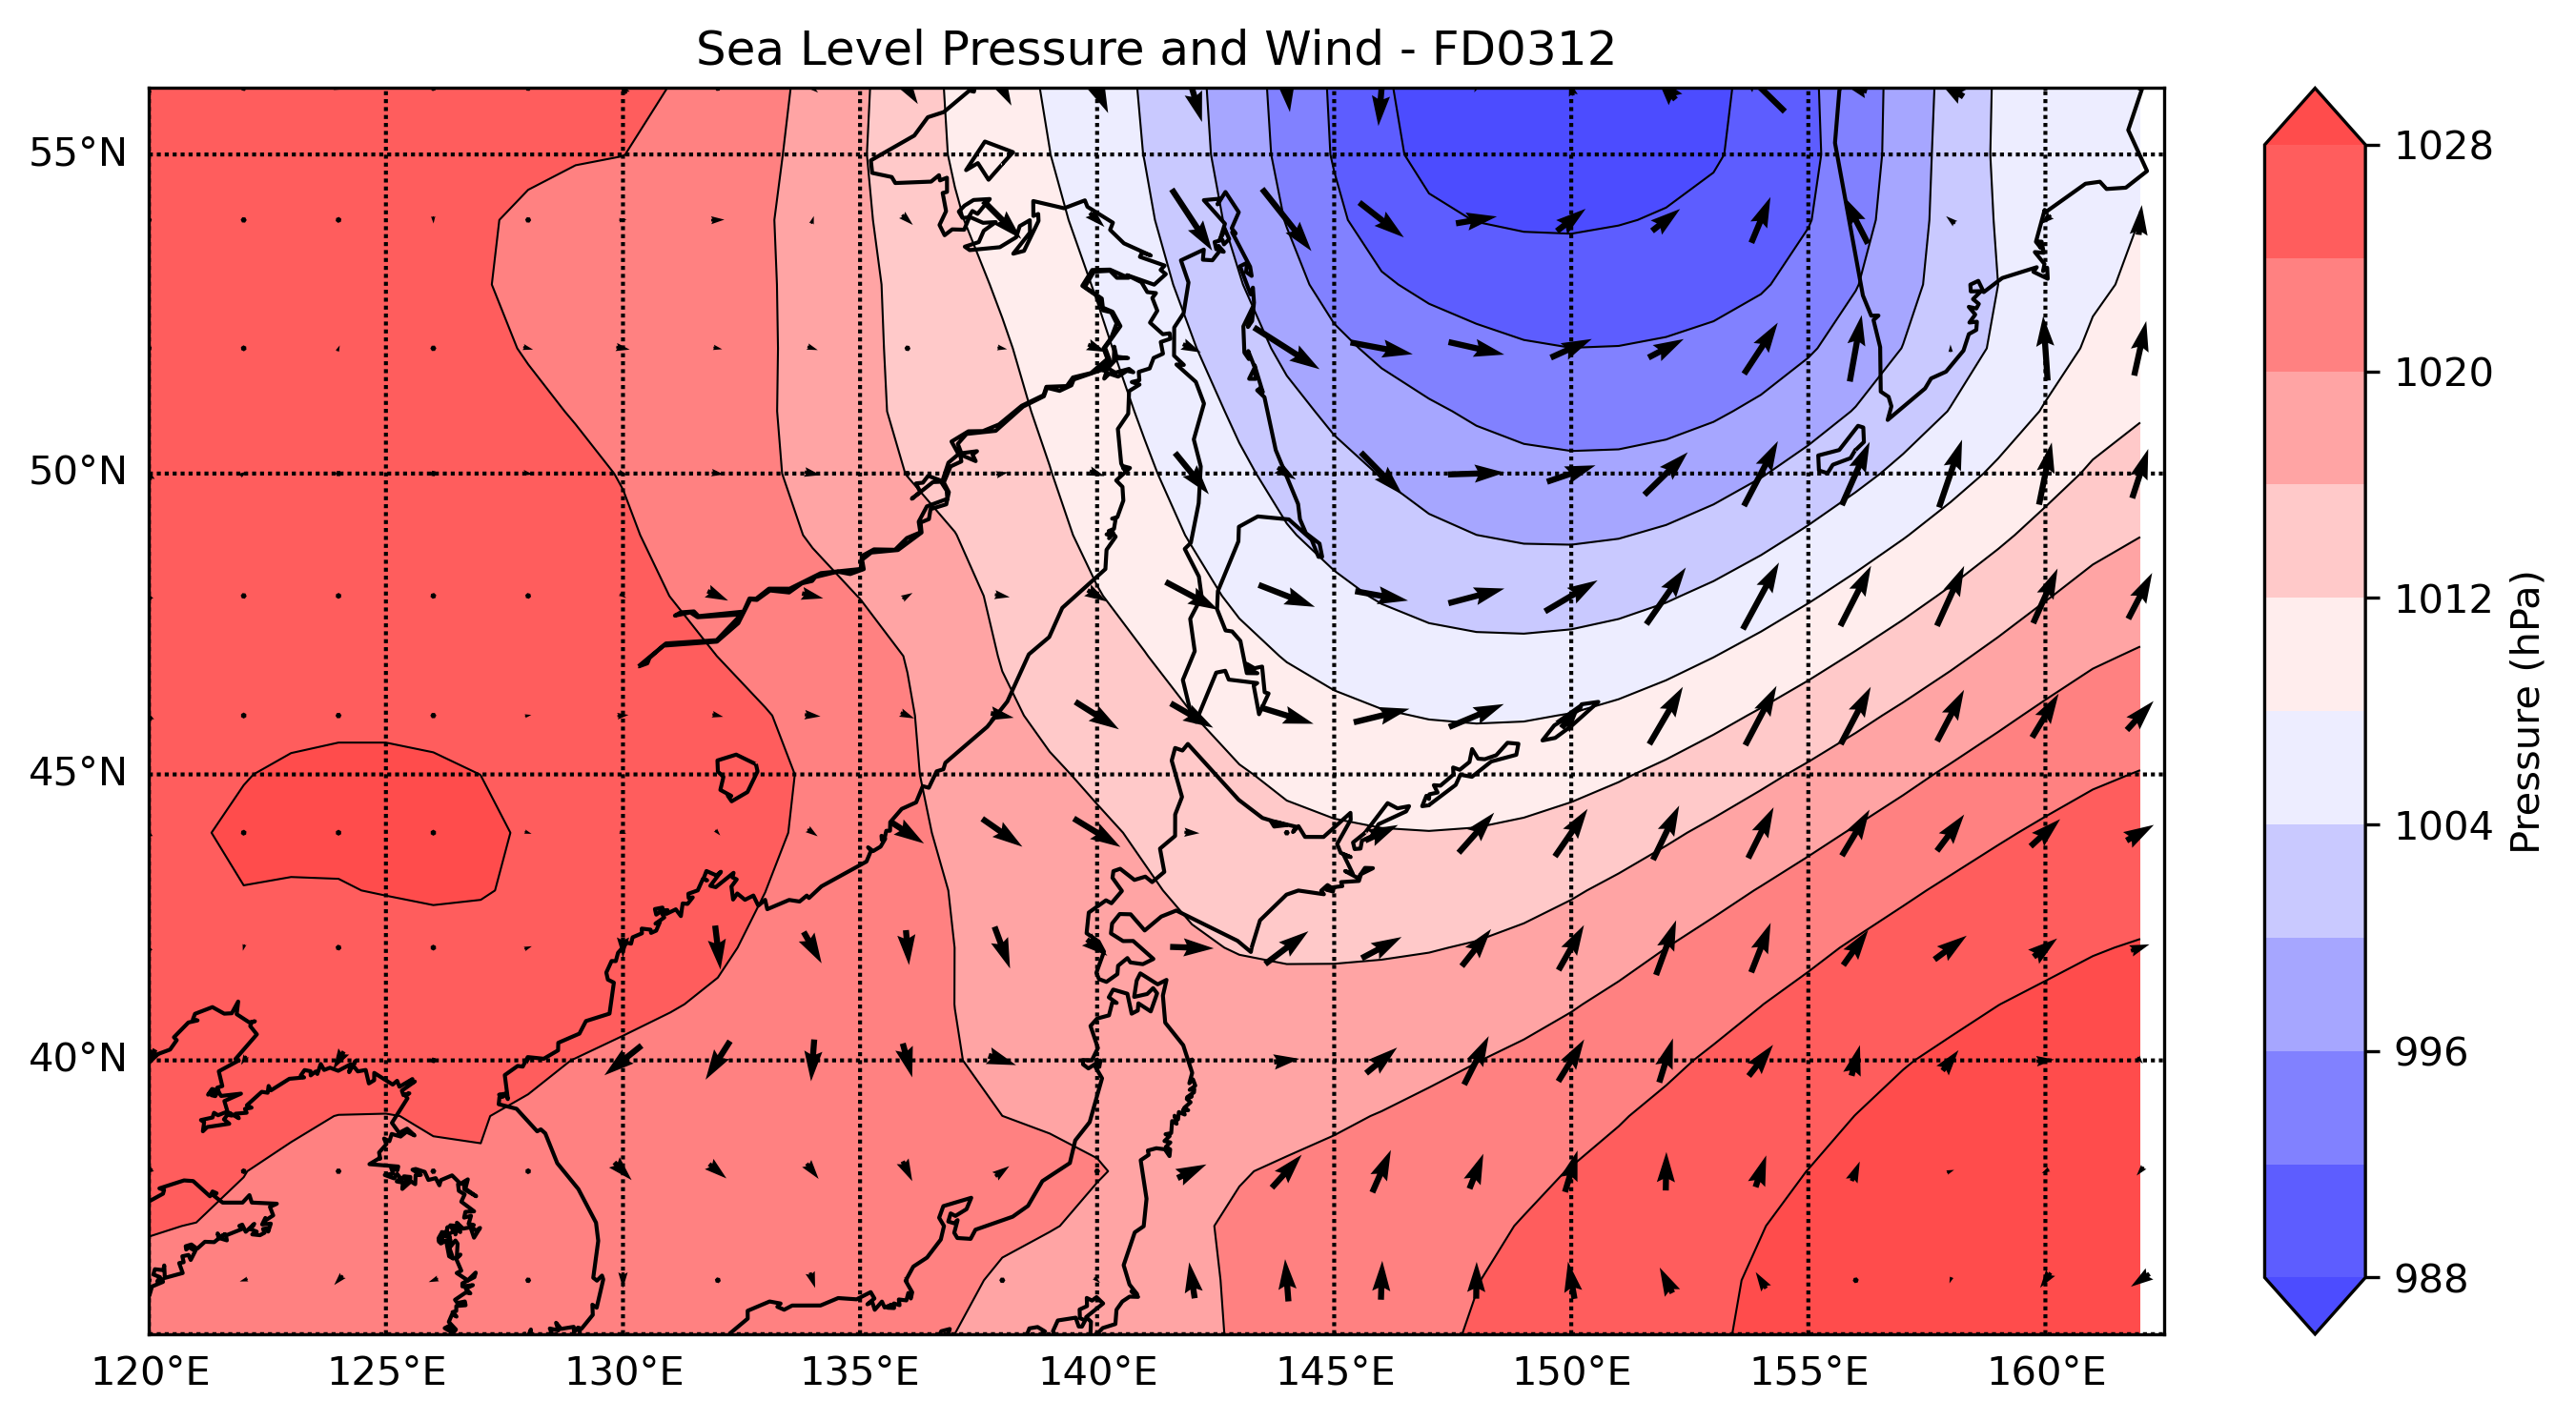 Sea Level Pressure and Wind - FD0312
55°N
50°N
45°N
40°N
120°E 125°E 130°E 135°E 140°E 145°E 150°E 155°E 160°E
1028
1020
1012
1004
996
988
Pressure (hPa)